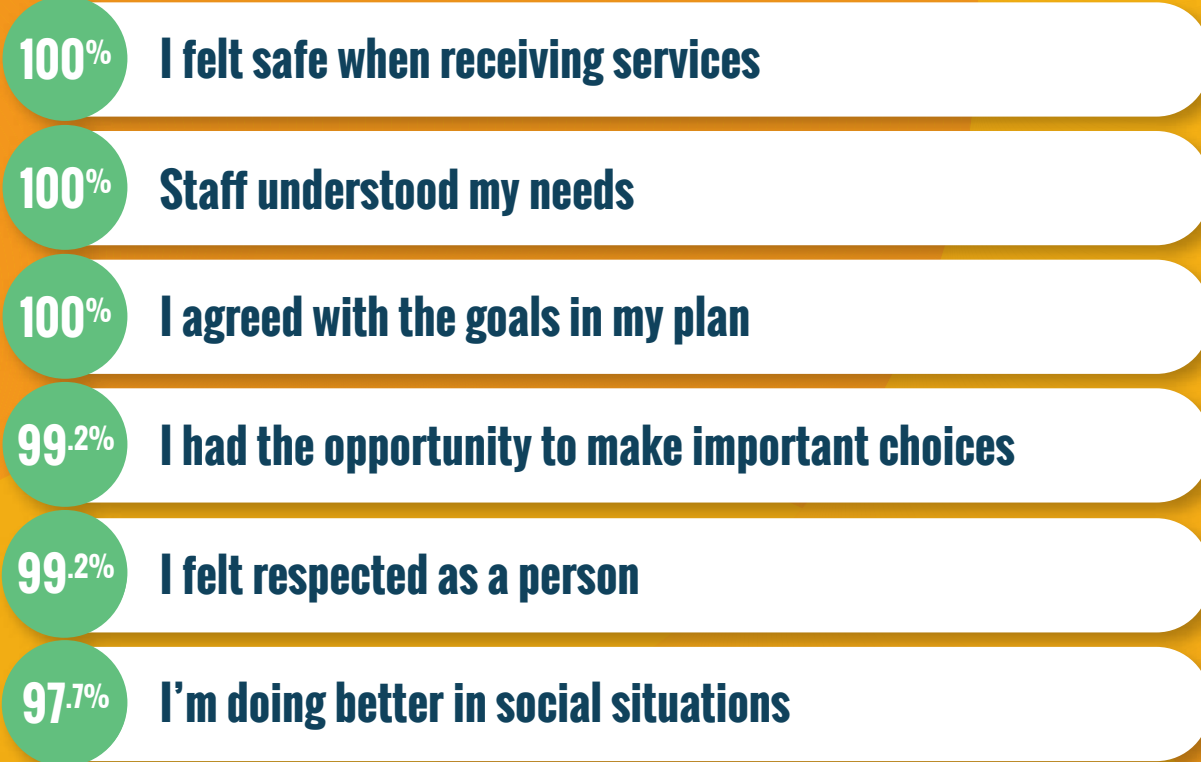 100% I felt safe when receiving services
100% Staff understood my needs
100% I agreed with the goals in my plan
99.2% I had the opportunity to make important choices
99.2% I felt respected as a person
97.7% I’m doing better in social situations